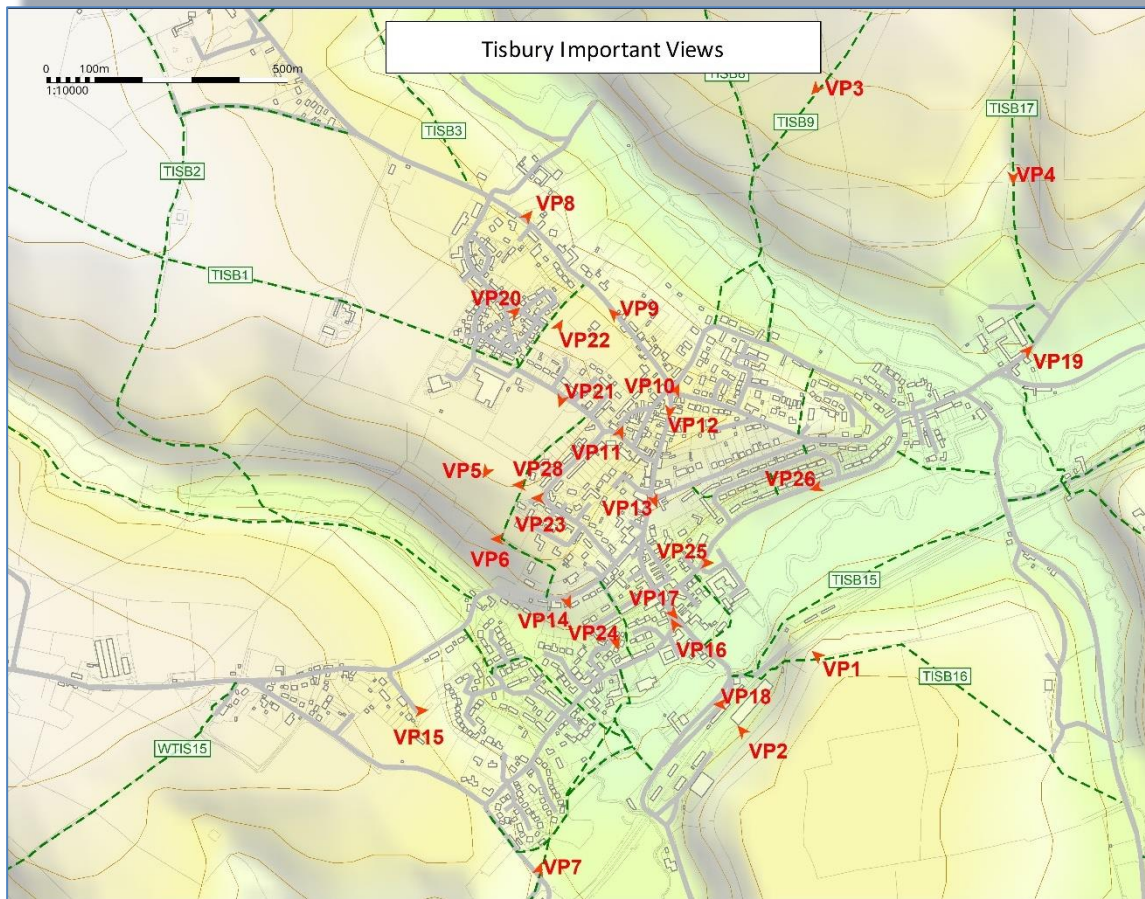 Tisbury Important Views
0 100m 500m
1:10000
TISB8
VP3
TISB9
TISB17
TISB3
TISB2
VP4
VP8
TISB1
VP20
VP9
VP22
VP19
VP10
VP21
VP12
VP11
VP5
VP28
VP26
VP13
VP23
VP6
VP25
TISB15
VP17
VP14
VP24
VP16
VP1
TISB16
VP18
VP15
VP2
WTIS15
VP7